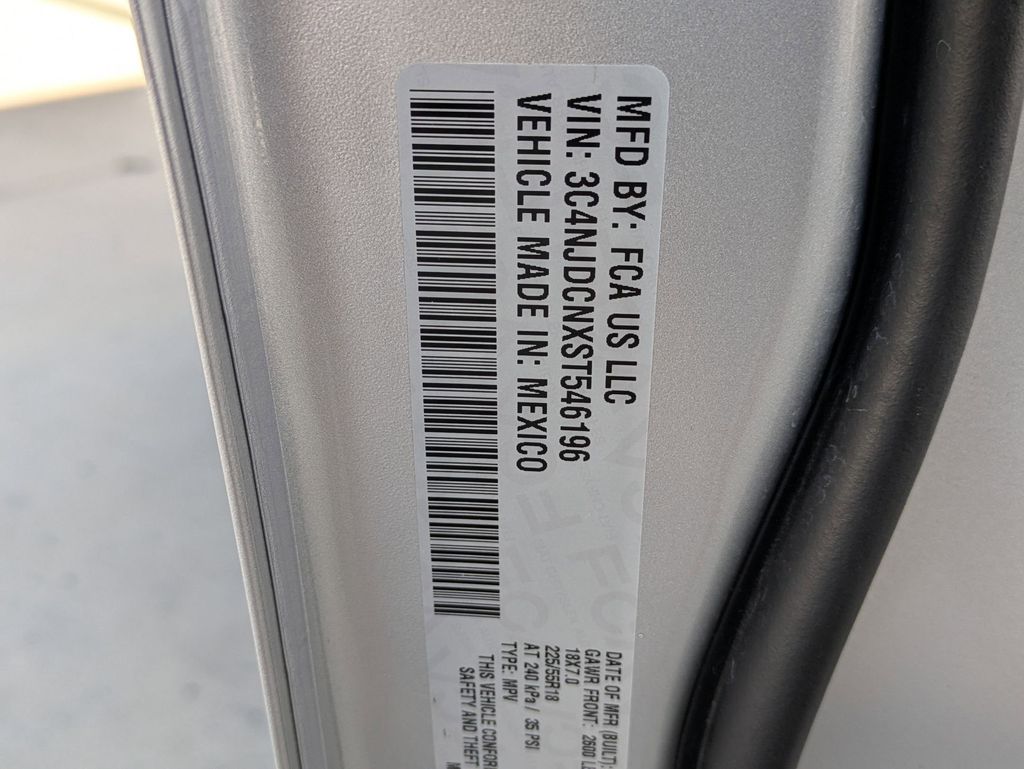 MFD BY: FCA US LLC
VIN: 3C4NJDCNXST546196
VEHICLE MADE IN: MEXICO
DATE OF MFR (BUILT):
GAWR FRONT: 2600
18X7.0
225/55R18
AT 240 kPa / 35 PSI
TYPE: MPV
THIS VEHICLE
SAFETY AND THEFT